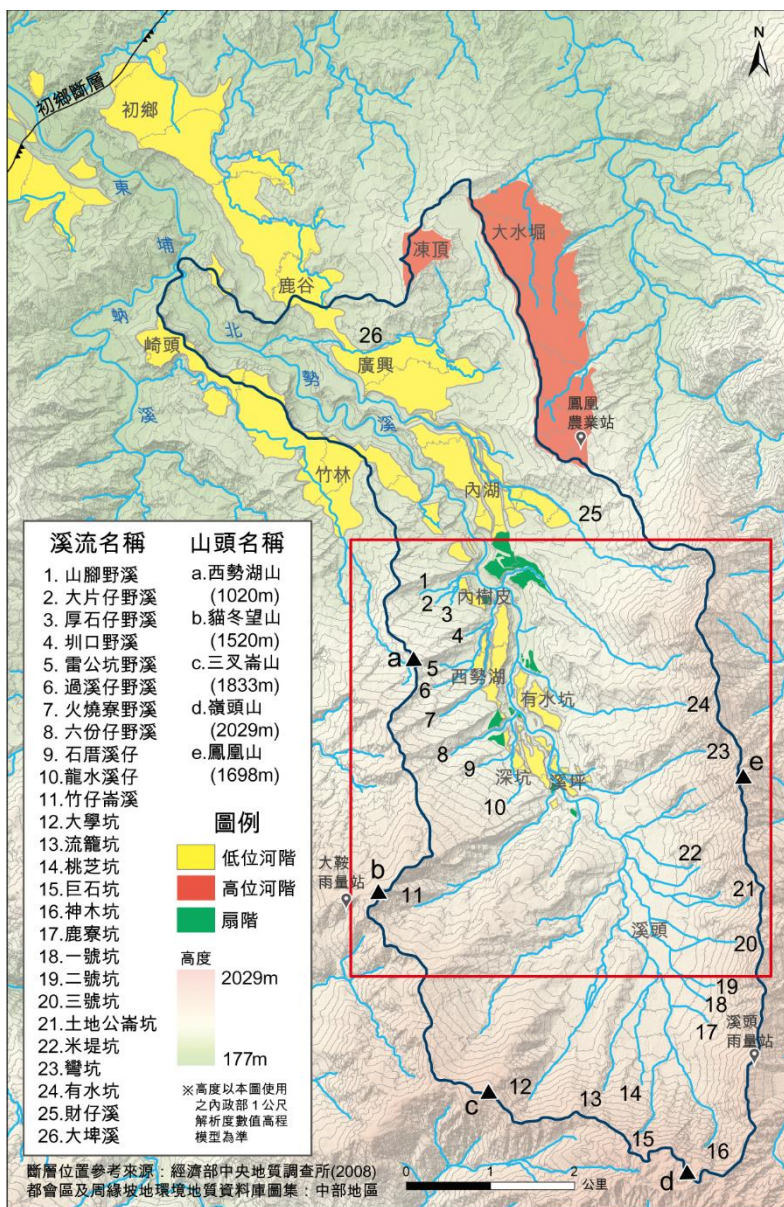 N
初鄉斷層
初鄉
東
埔
蚋
溪
大水堀
凍頂
鹿谷
崎頭
26
北
勢
溪
廣興
鳳凰
農業站
竹林
內湖
25
溪流名稱
1. 山腳野溪
2. 大片仔野溪
3. 厚石仔野溪
4. 圳口野溪
5. 雷公坑野溪
6. 過溪仔野溪
7. 火燒寮野溪
8. 六份仔野溪
9. 石厝溪仔
10. 龍水溪仔
11. 竹仔崙溪
12. 大學坑
13. 流籠坑
14. 桃芝坑
15. 巨石坑
16. 神木坑
17. 鹿寮坑
18. 一號坑
19. 二號坑
20. 三號坑
21. 土地公崙坑
22. 米堤坑
23. 彎坑
24. 有水坑
25. 財仔溪
26. 大埤溪
山頭名稱
a.西勢湖山
(1020m)
b.貓冬望山
(1520m)
c.三叉崙山
(1833m)
d.嶺頭山
(2029m)
e.鳳凰山
(1698m)
圖例
低位河階
高位河階
扇階
高度
2029m
177m
※高度以本圖使用
之內政部1公尺
解析度數值高程
模型為準
1
2
3
內樹皮
4
a
5
西勢湖
6
有水坑
7
24
8
23
9
深坑
溪坪
e
10
大鞍
雨量站
b
11
22
21
溪頭
20
19
18
17
溪頭
雨量站
c
12
13
14
15
16
d
斷層位置參考來源：經濟部中央地質調查所(2008)
都會區及周緣坡地環境地質資料庫圖集：中部地區
0
1
2
公里